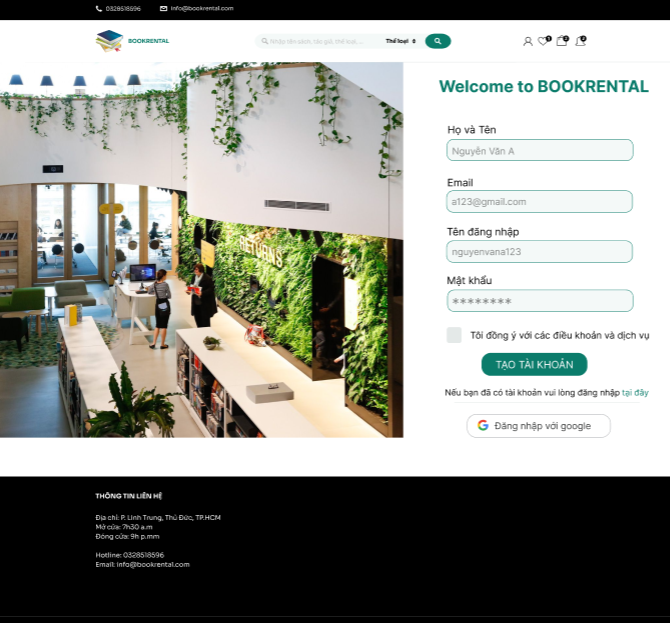 0328518596
info@bookrental.com
BOOKRENTAL
Nhập tên sách, tác giả, thể loại, ...
Thể loại
Welcome to BOOKRENTAL
Họ và Tên
Nguyễn Văn A
Email
a123@gmail.com
Tên đăng nhập
nguyenvana123
Mật khẩu
********
Tôi đồng ý với các điều khoản và dịch vụ
TẠO TÀI KHOẢN
Nếu bạn đã có tài khoản vui lòng đăng nhập tại đây
Đăng nhập với google
RETURNS
THÔNG TIN LIÊN HỆ
Địa chỉ: P. Linh Trung, Thủ Đức, TP.HCM
Mở cửa: 7h30 a.m
Đóng cửa: 9h p.mm
Hotline: 0328518596
Email: info@bookrental.com